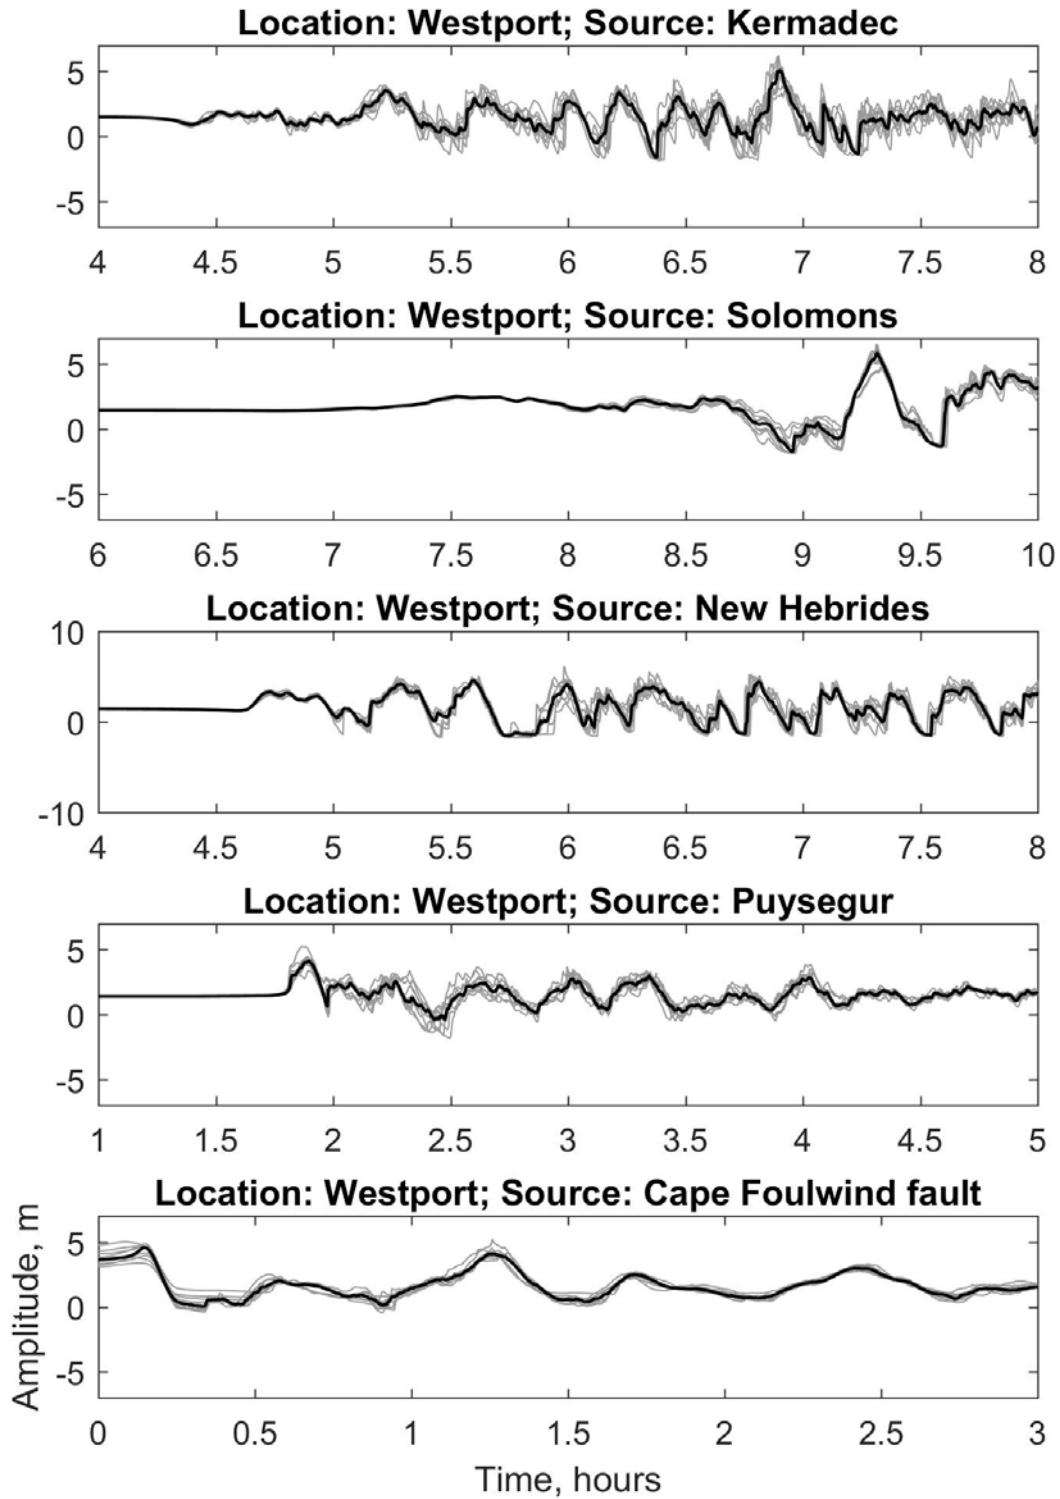 Location: Westport; Source: Kermadec
5
0
-5
4 4.5 5 5.5 6 6.5 7 7.5 8
Location: Westport; Source: Solomons
5
0
-5
6 6.5 7 7.5 8 8.5 9 9.5 10
Location: Westport; Source: New Hebrides
10
0
-10
4 4.5 5 5.5 6 6.5 7 7.5 8
Location: Westport; Source: Puysegur
5
0
-5
1 1.5 2 2.5 3 3.5 4 4.5 5
Location: Westport; Source: Cape Foulwind fault
Amplitude, m
5
0
-5
0 0.5 1 1.5 2 2.5 3
Time, hours